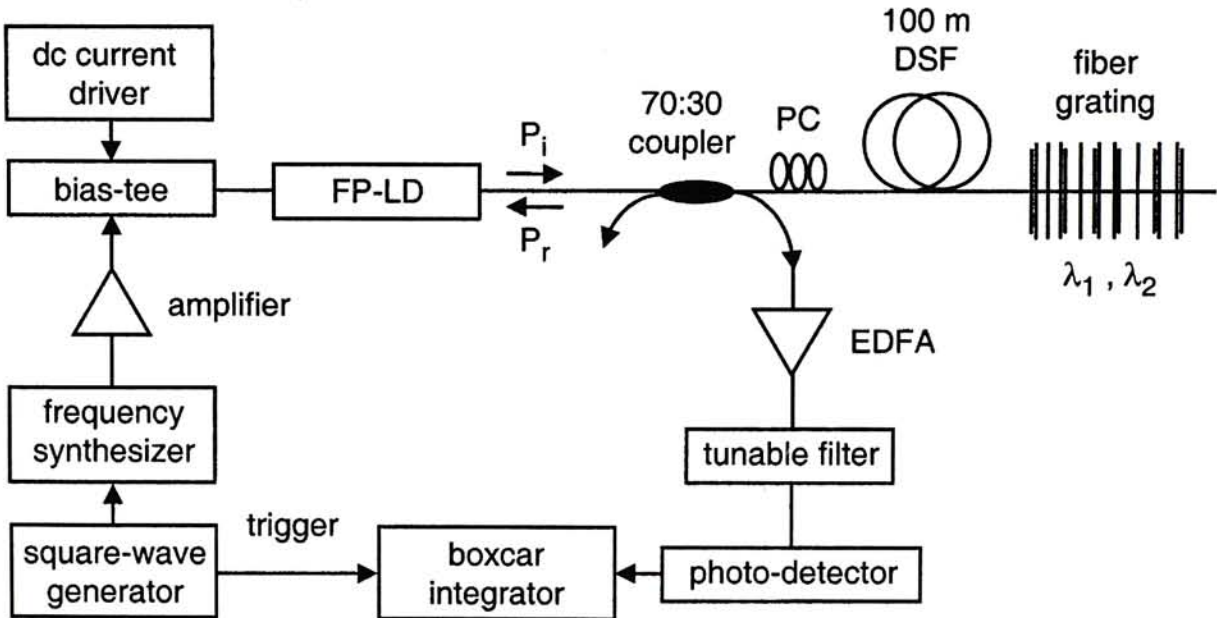 dc current
driver
bias-tee
FP-LD
amplifier
frequency
synthesizer
square-wave
generator
trigger
boxcar
integrator
photo-detector
tunable filter
EDFA
P_i
P_r
70:30
coupler
PC
100 m
DSF
fiber
grating
λ₁ , λ₂